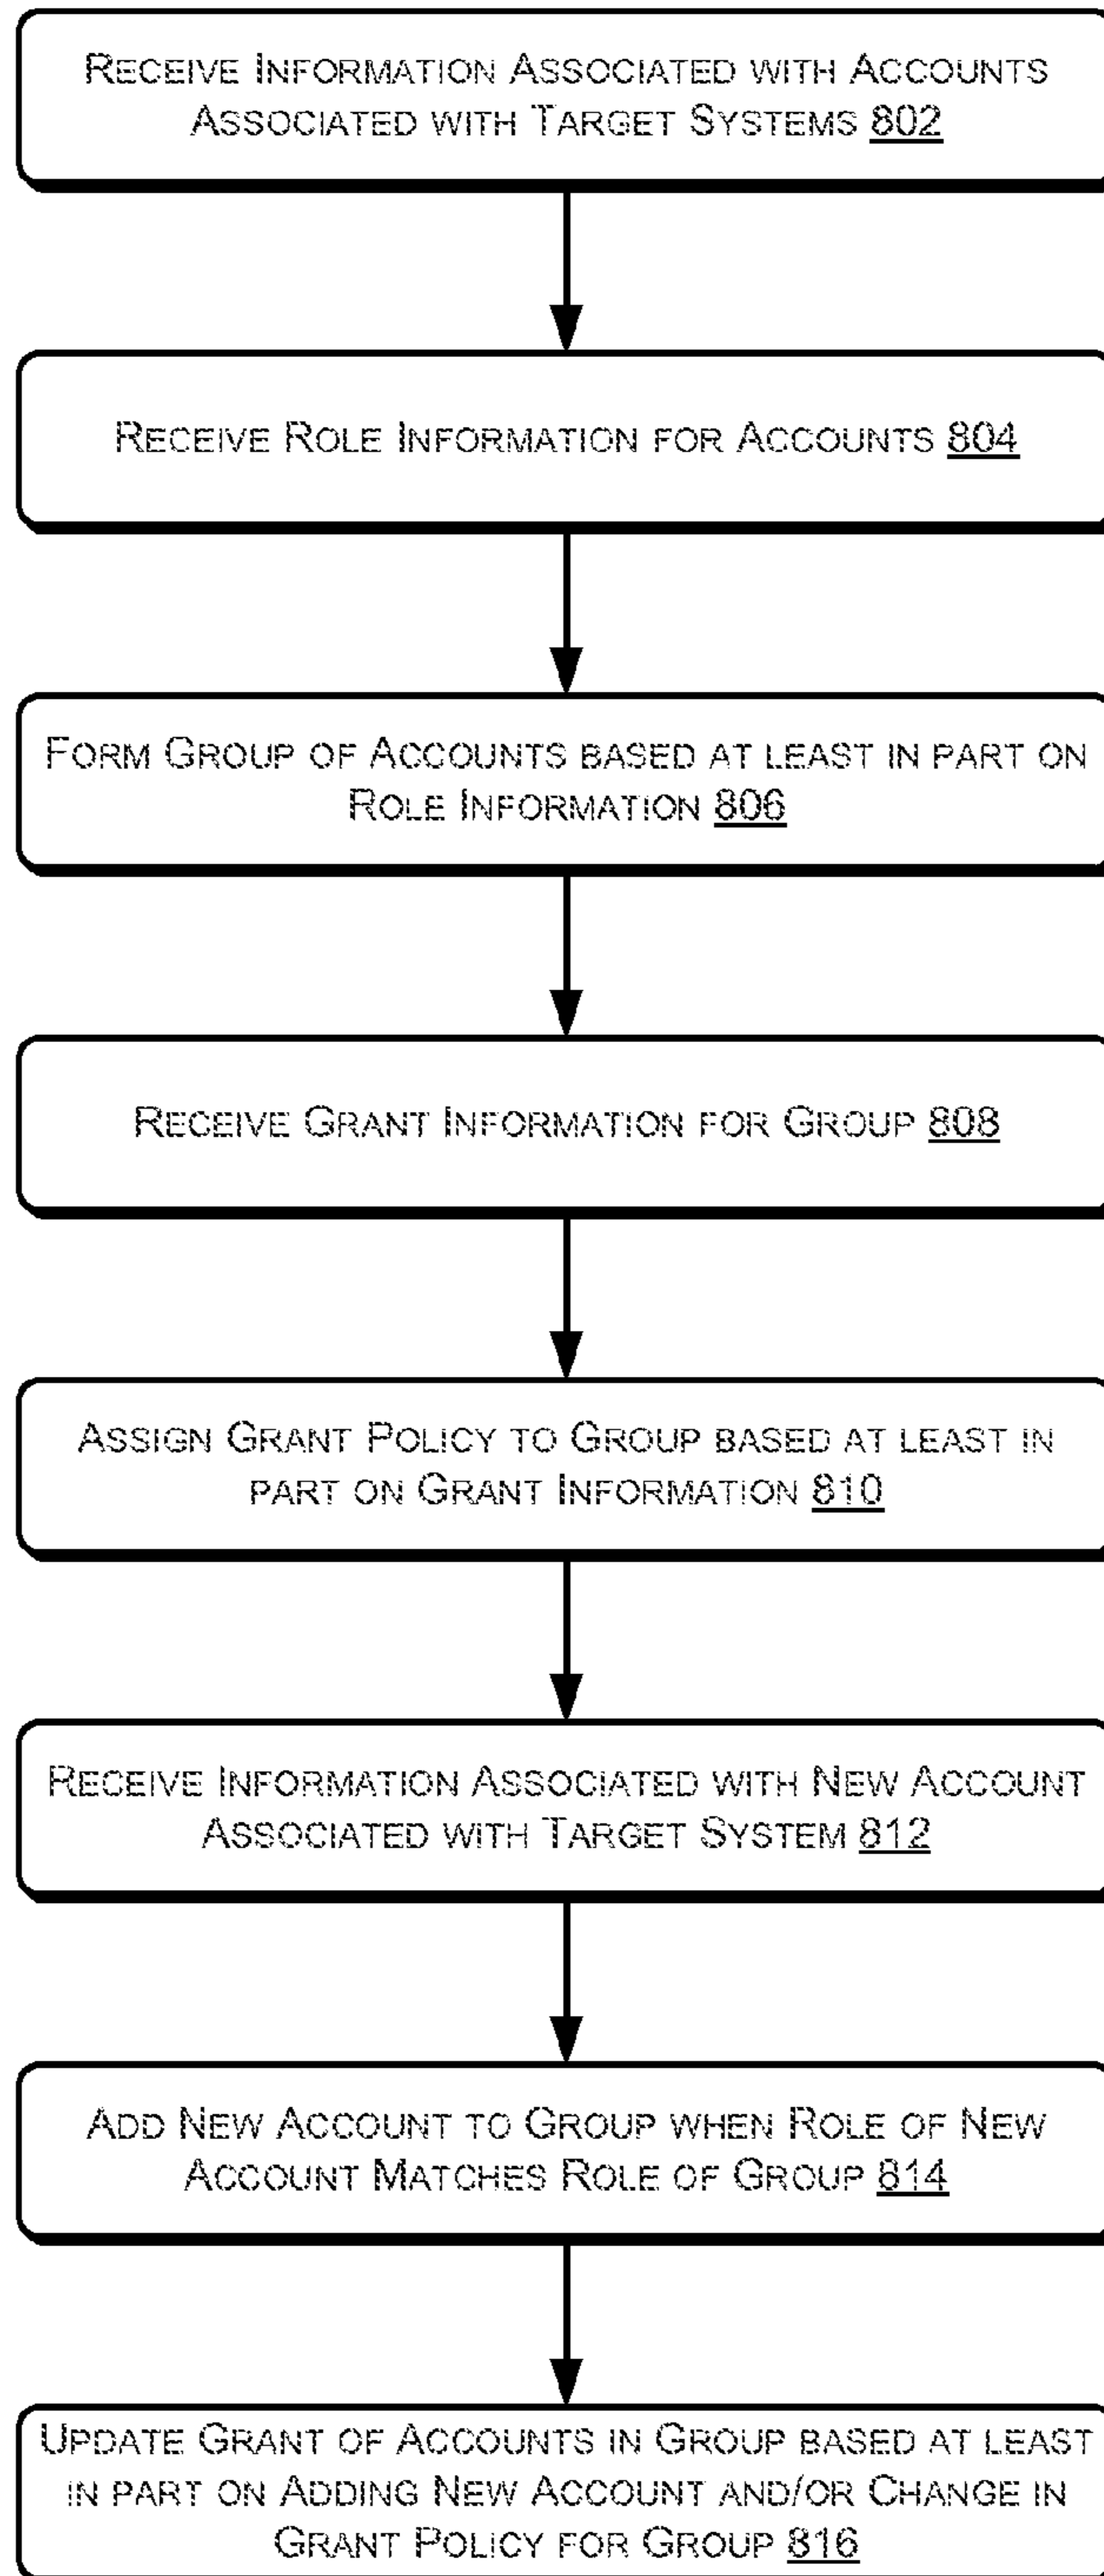 RECEIVE INFORMATION ASSOCIATED WITH ACCOUNTS
ASSOCIATED WITH TARGET SYSTEMS 802
RECEIVE ROLE INFORMATION FOR ACCOUNTS 804
FORM GROUP OF ACCOUNTS BASED AT LEAST IN PART ON
ROLE INFORMATION 806
RECEIVE GRANT INFORMATION FOR GROUP 808
ASSIGN GRANT POLICY TO GROUP BASED AT LEAST IN
PART ON GRANT INFORMATION 810
RECEIVE INFORMATION ASSOCIATED WITH NEW ACCOUNT
ASSOCIATED WITH TARGET SYSTEM 812
ADD NEW ACCOUNT TO GROUP WHEN ROLE OF NEW
ACCOUNT MATCHES ROLE OF GROUP 814
UPDATE GRANT OF ACCOUNTS IN GROUP BASED AT LEAST
IN PART ON ADDING NEW ACCOUNT AND/OR CHANGE IN
GRANT POLICY FOR GROUP 816